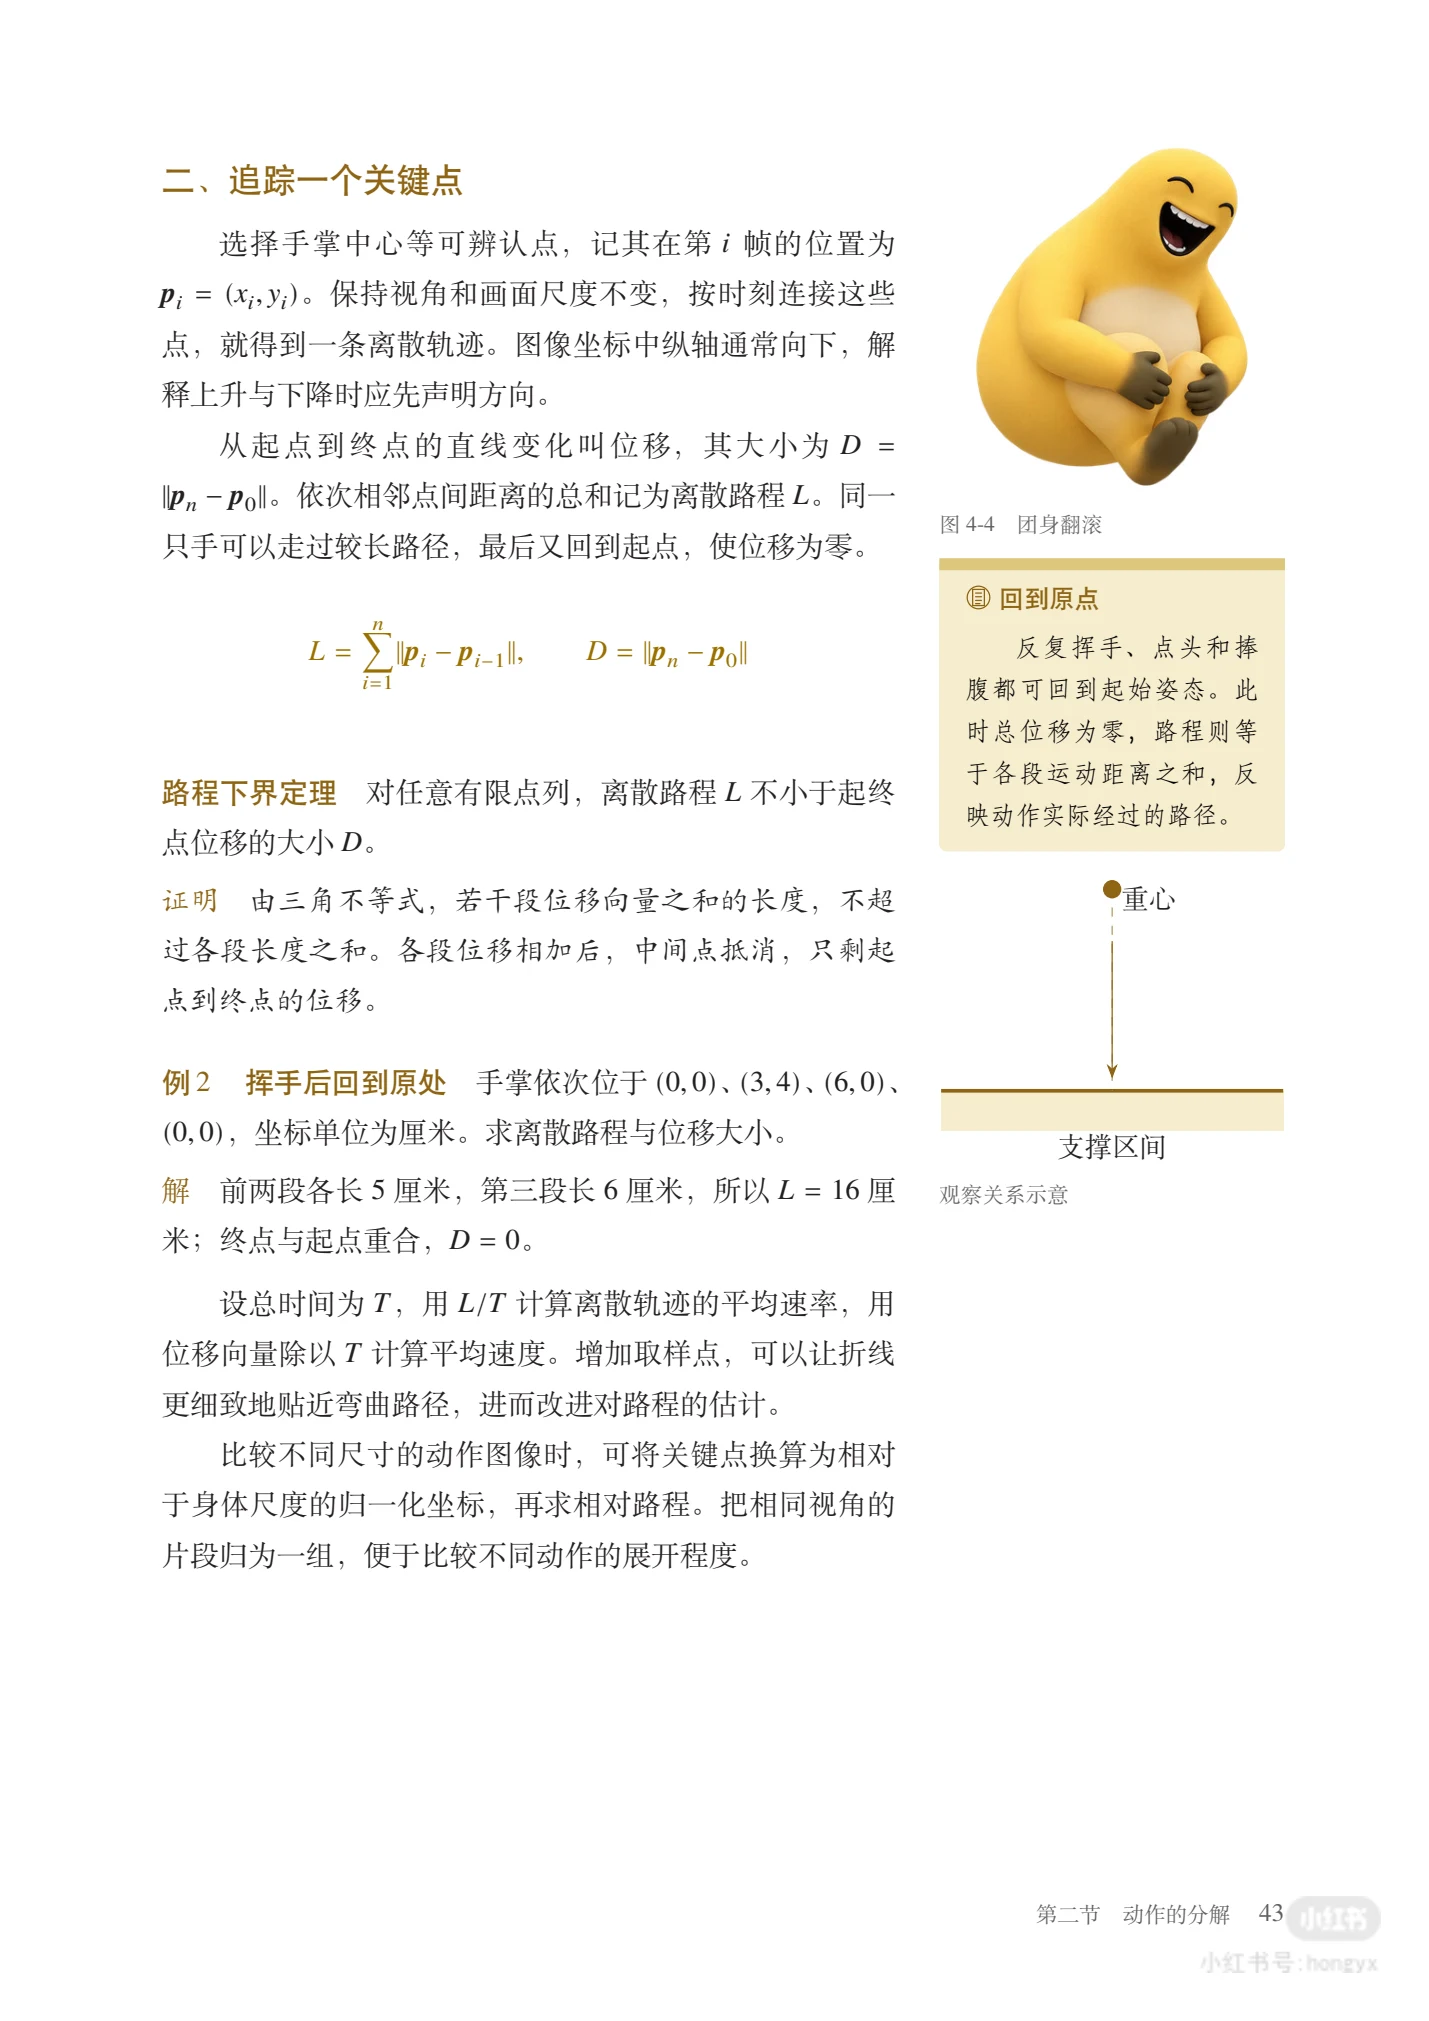 二、追踪一个关键点
选择手掌中心等可辨认点，记其在第 i 帧的位置为
pᵢ = (xᵢ, yᵢ)。保持视角和画面尺度不变，按时刻连接这些
点，就得到一条离散轨迹。图像坐标中纵轴通常向下，解
释上升与下降时应先声明方向。
从起点到终点的直线变化叫位移，其大小为 D =
‖pₙ − p₀‖。依次相邻点间距离的总和记为离散路程 L。同一
只手可以走过较长路径，最后又回到起点，使位移为零。
L = ∑ᵢ₌₁ⁿ ‖pᵢ − pᵢ₋₁‖, D = ‖pₙ − p₀‖
路程下界定理 对任意有限点列，离散路程 L 不小于起终
点位移的大小 D。
证明 由三角不等式，若干段位移向量之和的长度，不超
过各段长度之和。各段位移相加后，中间点抵消，只剩起
点到终点的位移。
例 2 挥手后回到原处 手掌依次位于 (0, 0)、(3, 4)、(6, 0)、
(0, 0)，坐标单位为厘米。求离散路程与位移大小。
解 前两段各长 5 厘米，第三段长 6 厘米，所以 L = 16 厘
米；终点与起点重合，D = 0。
设总时间为 T，用 L/T 计算离散轨迹的平均速率，用
位移向量除以 T 计算平均速度。增加取样点，可以让折线
更细致地贴近弯曲路径，进而改进对路程的估计。
比较不同尺寸的动作图像时，可将关键点换算为相对
于身体尺度的归一化坐标，再求相对路程。把相同视角的
片段归为一组，便于比较不同动作的展开程度。
图 4-4 团身翻滚
回到原点
反复挥手、点头和捧
腹都可回到起始姿态。此
时总位移为零，路程则等
于各段运动距离之和，反
映动作实际经过的路径。
重心
支撑区间
观察关系示意
第二节 动作的分解 43
小红书
小红书号:hongyx